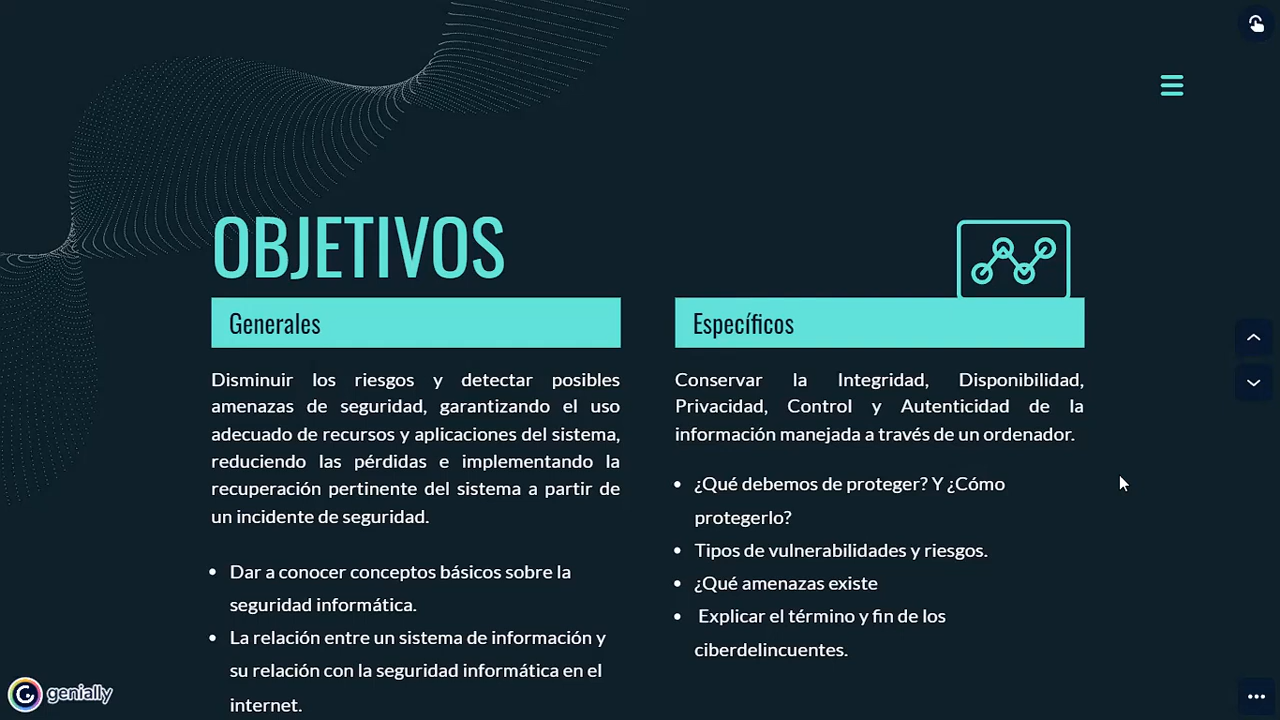 OBJETIVOS
Generales
Disminuir los riesgos y detectar posibles
amenazas de seguridad, garantizando el uso
adecuado de recursos y aplicaciones del sistema,
reduciendo las pérdidas e implementando la
recuperación pertinente del sistema a partir de
un incidente de seguridad.
• Dar a conocer conceptos básicos sobre la
seguridad informática.
• La relación entre un sistema de información y
su relación con la seguridad informática en el
internet.
Específicos
Conservar la Integridad, Disponibilidad,
Privacidad, Control y Autenticidad de la
información manejada a través de un ordenador.
• ¿Qué debemos de proteger? Y ¿Cómo
protegerlo?
• Tipos de vulnerabilidades y riesgos.
• ¿Qué amenazas existe
• Explicar el término y fin de los
ciberdelincuentes.
genially